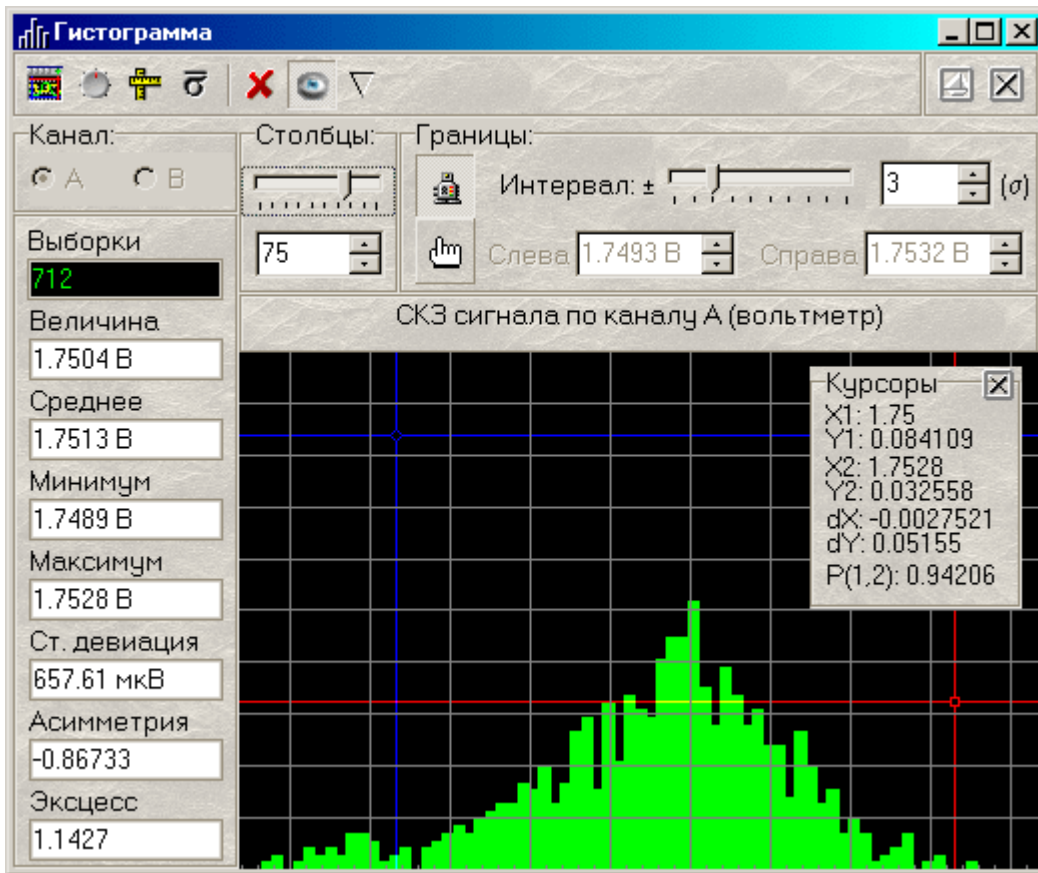 Гистограмма
Канал:
A B
Столбцы:
75
Границы:
Интервал: ± 3 (σ)
Слева 1.7493 В Справа 1.7532 В
Выборки
712
Величина
1.7504 В
Среднее
1.7513 В
Минимум
1.7489 В
Максимум
1.7528 В
Ст. девиация
657.61 мкВ
Асимметрия
-0.86733
Эксцесс
1.1427
СКЗ сигнала по каналу A (вольтметр)
Курсоры
X1: 1.75
Y1: 0.084109
X2: 1.7528
Y2: 0.032558
dX: -0.0027521
dY: 0.05155
P(1,2): 0.94206